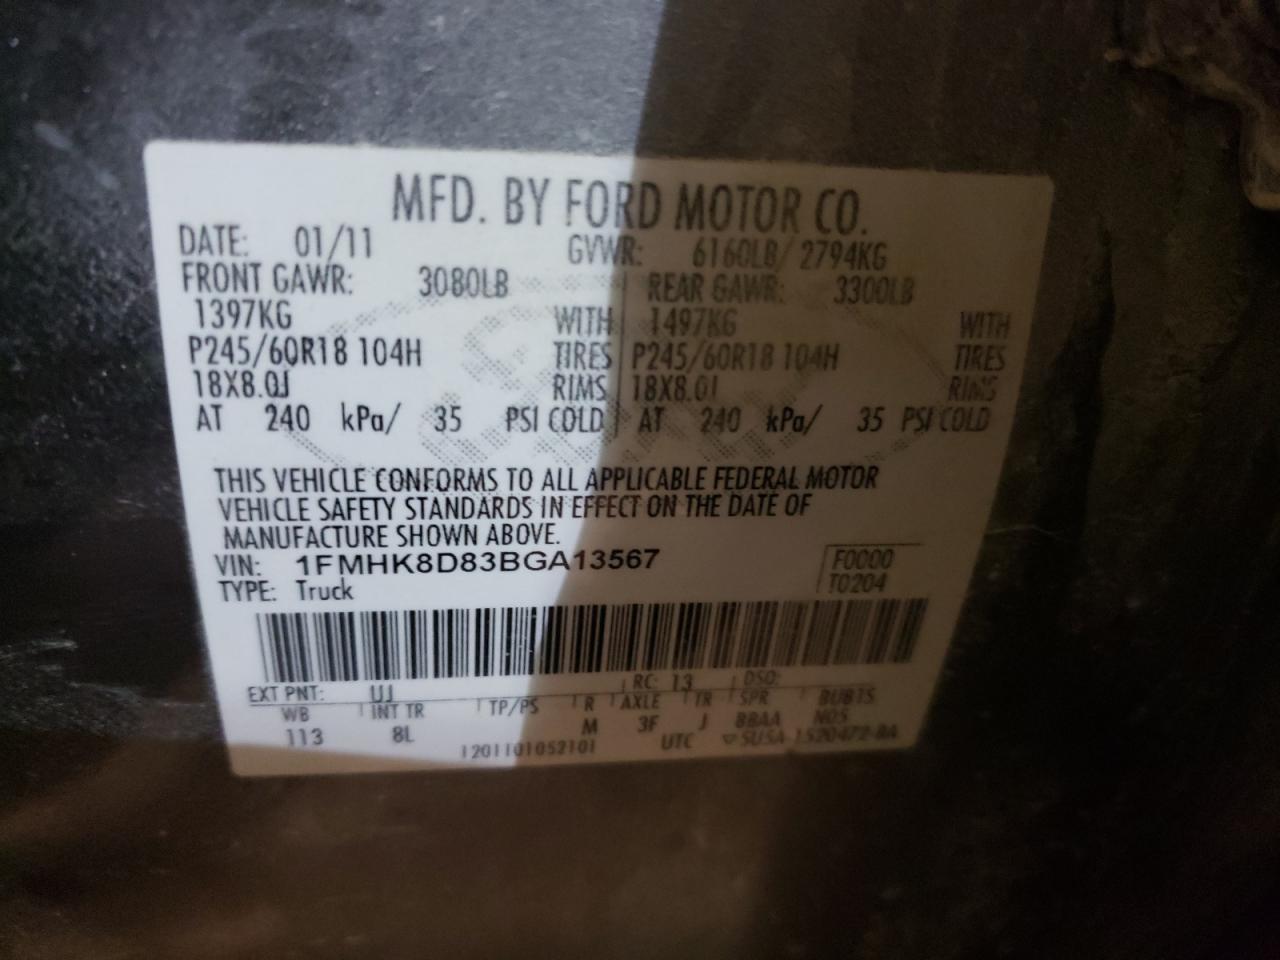 MFD. BY FORD MOTOR CO.
DATE: 01/11 GVWR: 6160LB/ 2794KG
FRONT GAWR: 3080LB REAR GAWR: 3300LB
1397KG WITH 1497KG WITH
P245/60R18 104H TIRES P245/60R18 104H TIRES
18X8.0J RIMS 18X8.0J RIMS
AT 240 kPa/ 35 PSI COLD AT 240 kPa/ 35 PSI COLD
THIS VEHICLE CONFORMS TO ALL APPLICABLE FEDERAL MOTOR
VEHICLE SAFETY STANDARDS IN EFFECT ON THE DATE OF
MANUFACTURE SHOWN ABOVE.
VIN: 1FMHK8D83BGA13567 F0000
TYPE: Truck T0204
EXT PNT: UJ RC: 13 DSO:
WB INT TR TP/PS R AXLE TR SPR
113 8L M 3F J BBAA
1201101052101 UTC